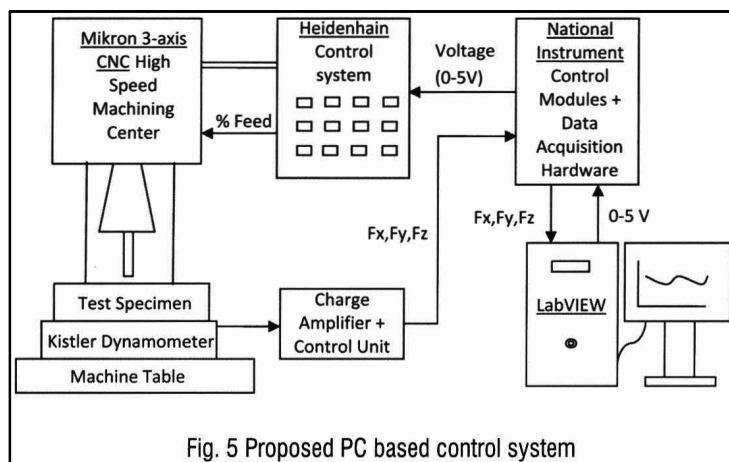 Mikron 3-axis
CNC High
Speed
Machining
Center
% Feed
Heidenhain
Control
system
Voltage
(0-5V)
National
Instrument
Control
Modules +
Data
Acquisition
Hardware
Fx,Fy,Fz
Fx,Fy,Fz
0-5 V
Test Specimen
Kistler Dynamometer
Machine Table
Charge
Amplifier +
Control Unit
LabVIEW
Fig. 5 Proposed PC based control system